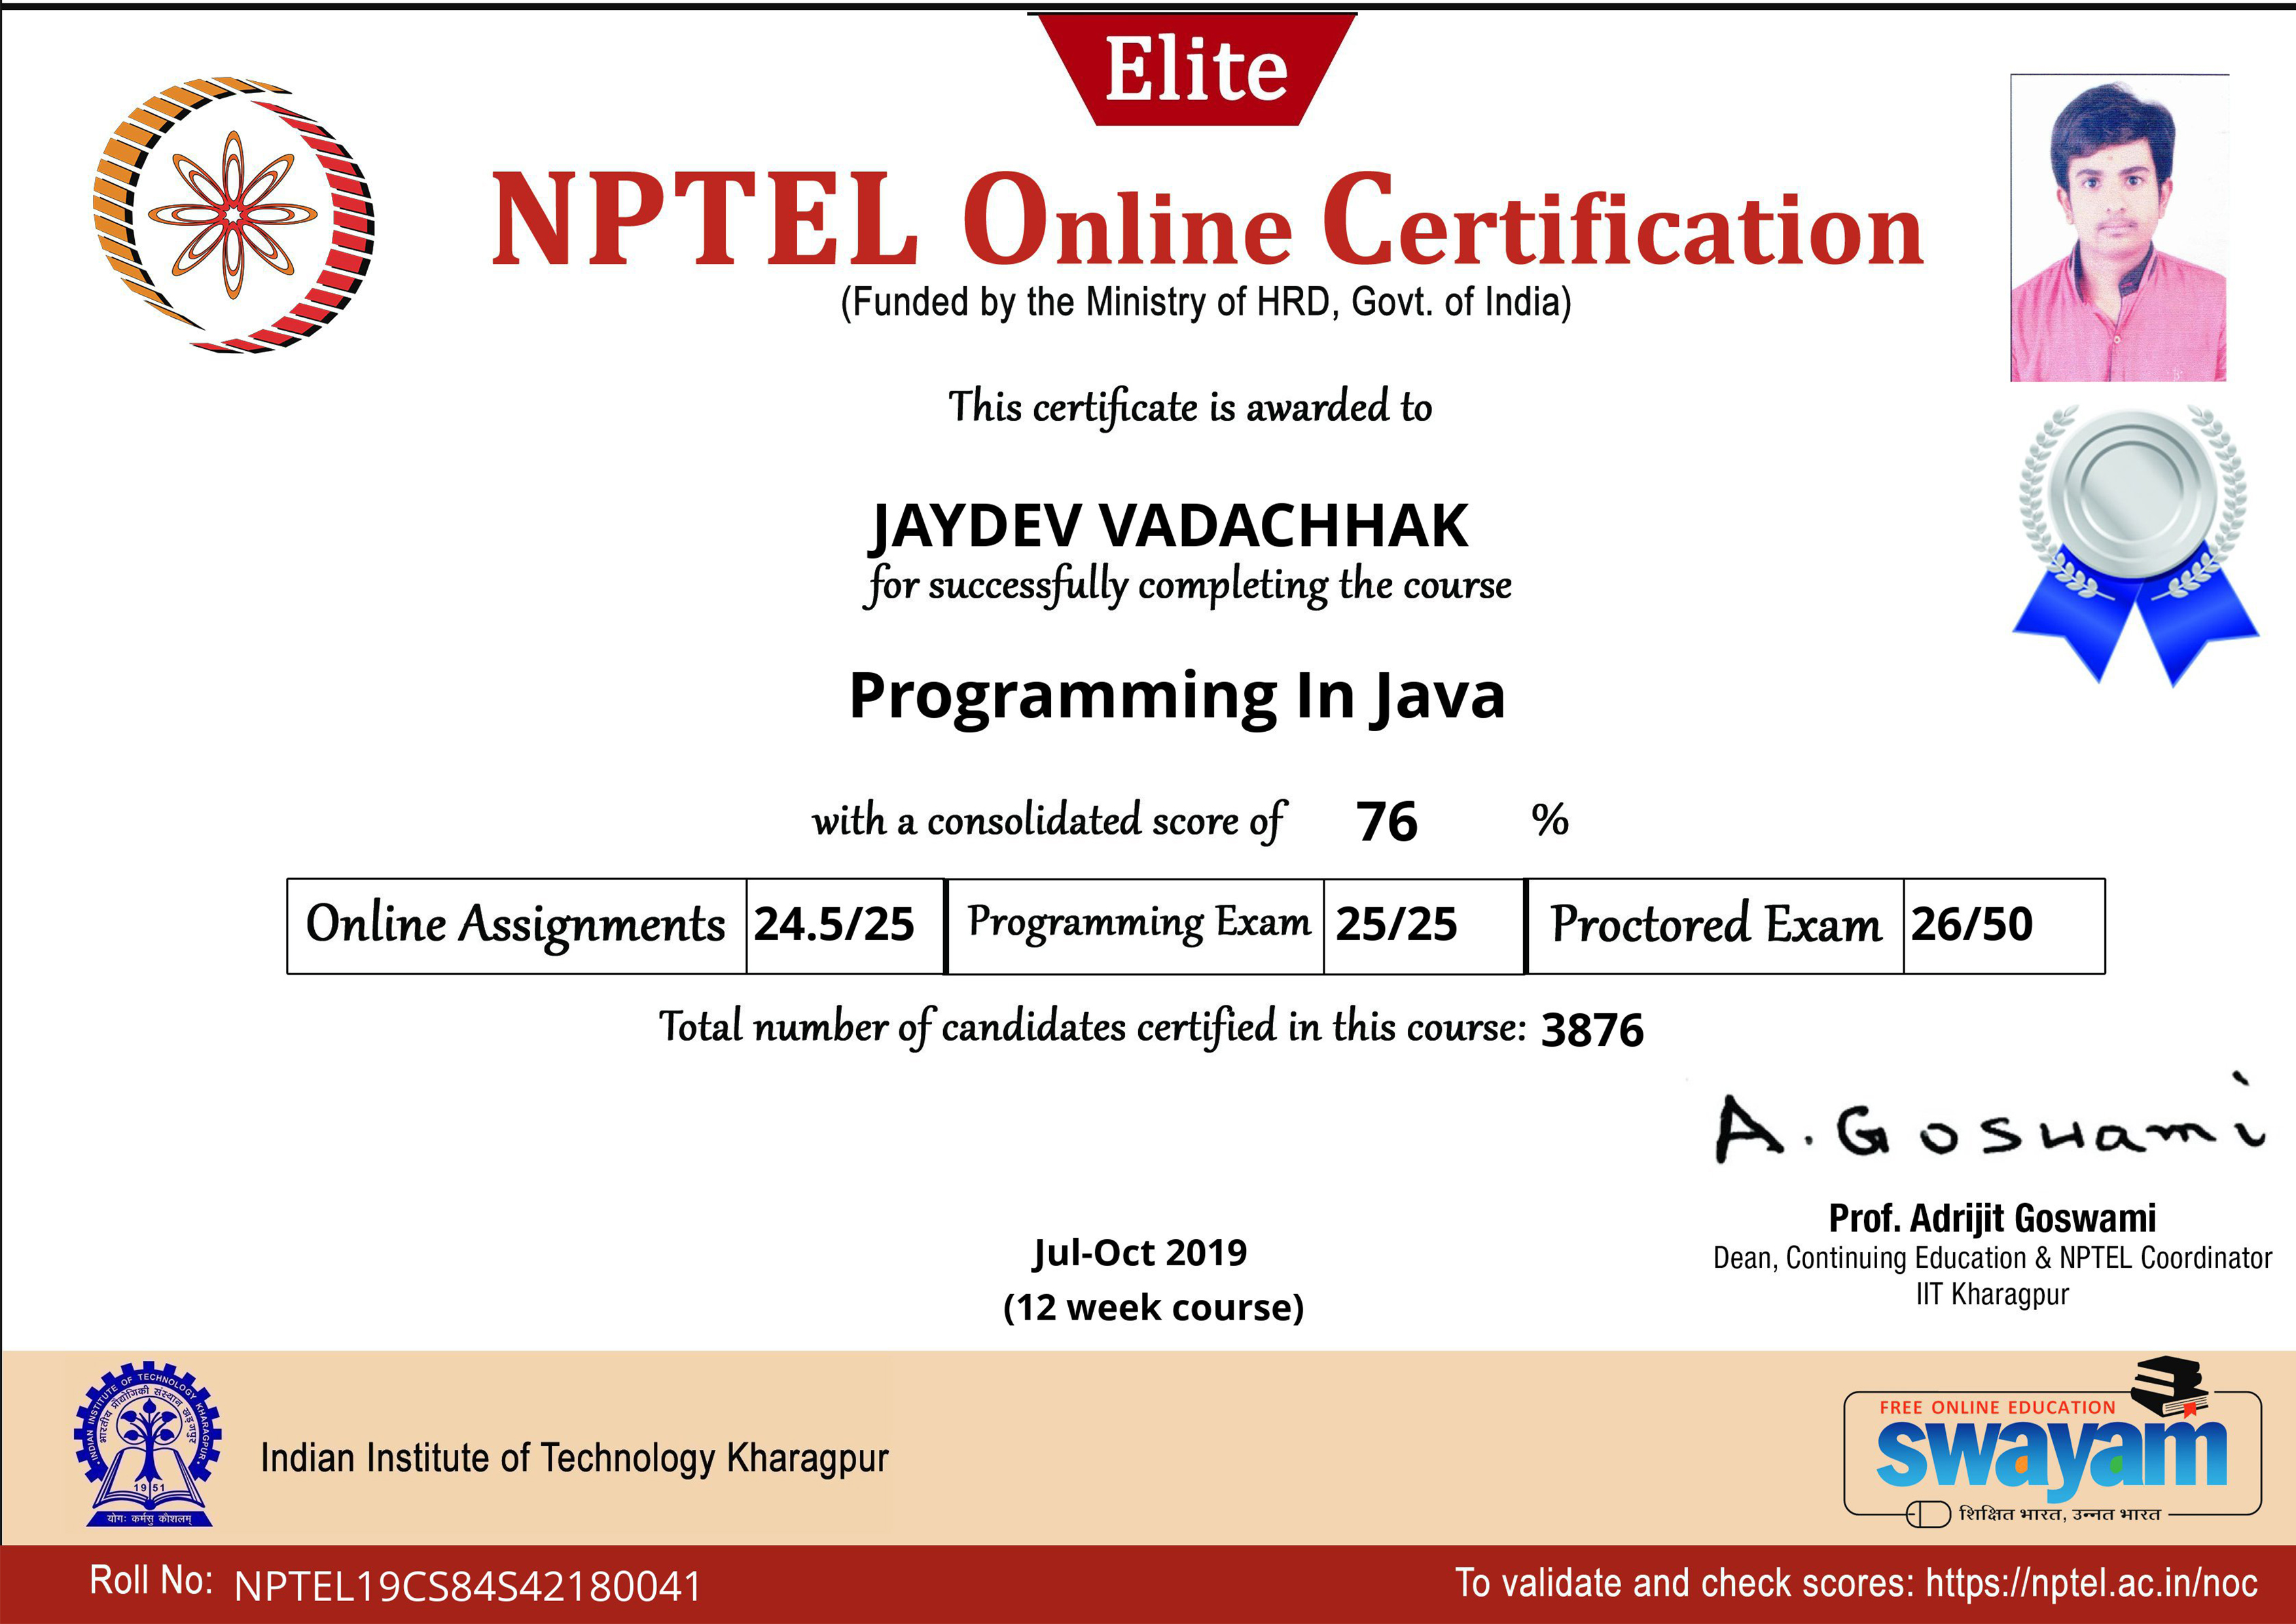 Elite
NPTEL Online Certification
(Funded by the Ministry of HRD, Govt. of India)
This certificate is awarded to
JAYDEV VADACHHAK
for successfully completing the course
Programming In Java
with a consolidated score of 76 %
Online Assignments 24.5/25 Programming Exam 25/25 Proctored Exam 26/50
Total number of candidates certified in this course: 3876
A. Goswami
Prof. Adrijit Goswami
Dean, Continuing Education & NPTEL Coordinator
IIT Kharagpur
Jul-Oct 2019
(12 week course)
INDIAN INSTITUTE OF TECHNOLOGY KHARAGPUR
भारतीय प्रौद्योगिकी संस्थान खड़गपुर
1951
योगः कर्मसु कौशलम्
Indian Institute of Technology Kharagpur
FREE ONLINE EDUCATION
swayam
शिक्षित भारत, उन्नत भारत
Roll No: NPTEL19CS84S42180041
To validate and check scores: https://nptel.ac.in/noc